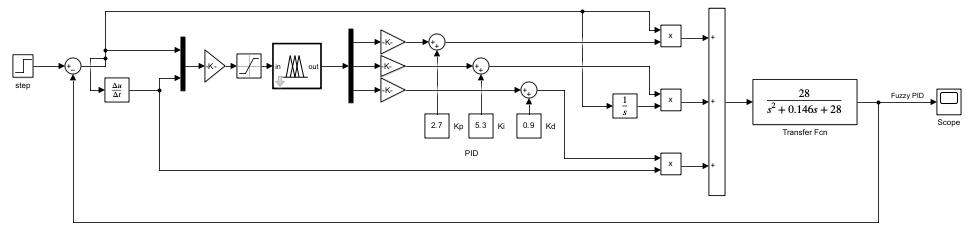 step
+
−
Δu
Δt
-K-
in
out
-K-
-K-
-K-
+
+
+
+
+
+
2.7
Kp
5.3
Ki
0.9
Kd
PID
1
s
x
x
x
+
+
+
28
s² + 0.146s + 28
Transfer Fcn
Fuzzy PID
Scope